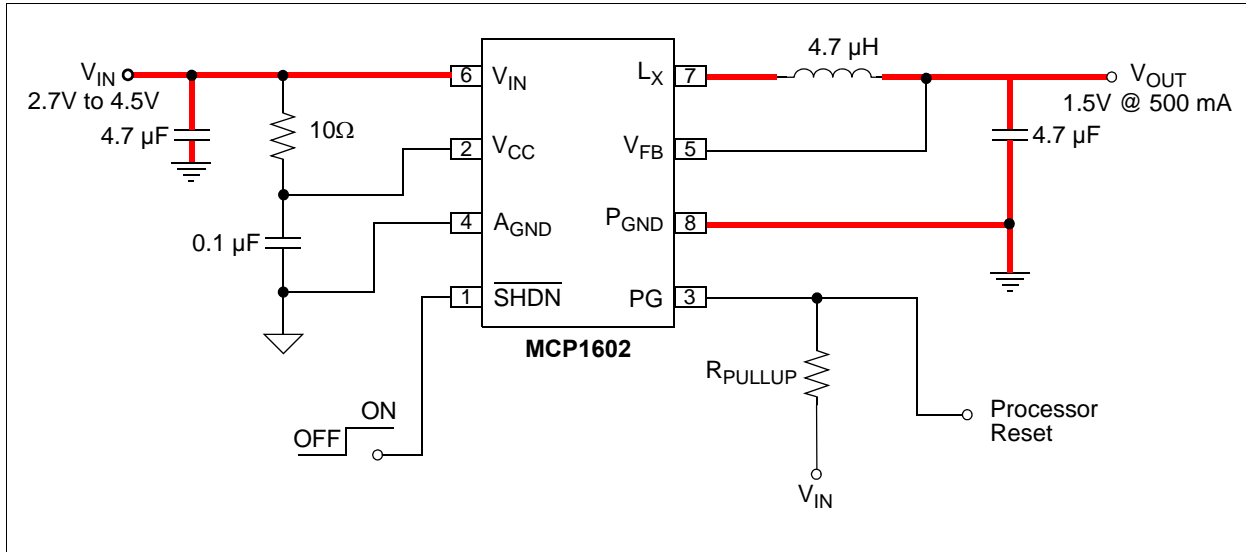 V_IN
2.7V to 4.5V
4.7 µF
10Ω
0.1 µF
6 V_IN
2 V_CC
4 A_GND
1 SHDN
L_X 7
V_FB 5
P_GND 8
PG 3
MCP1602
4.7 µH
V_OUT
1.5V @ 500 mA
4.7 µF
R_PULLUP
V_IN
Processor
Reset
ON
OFF